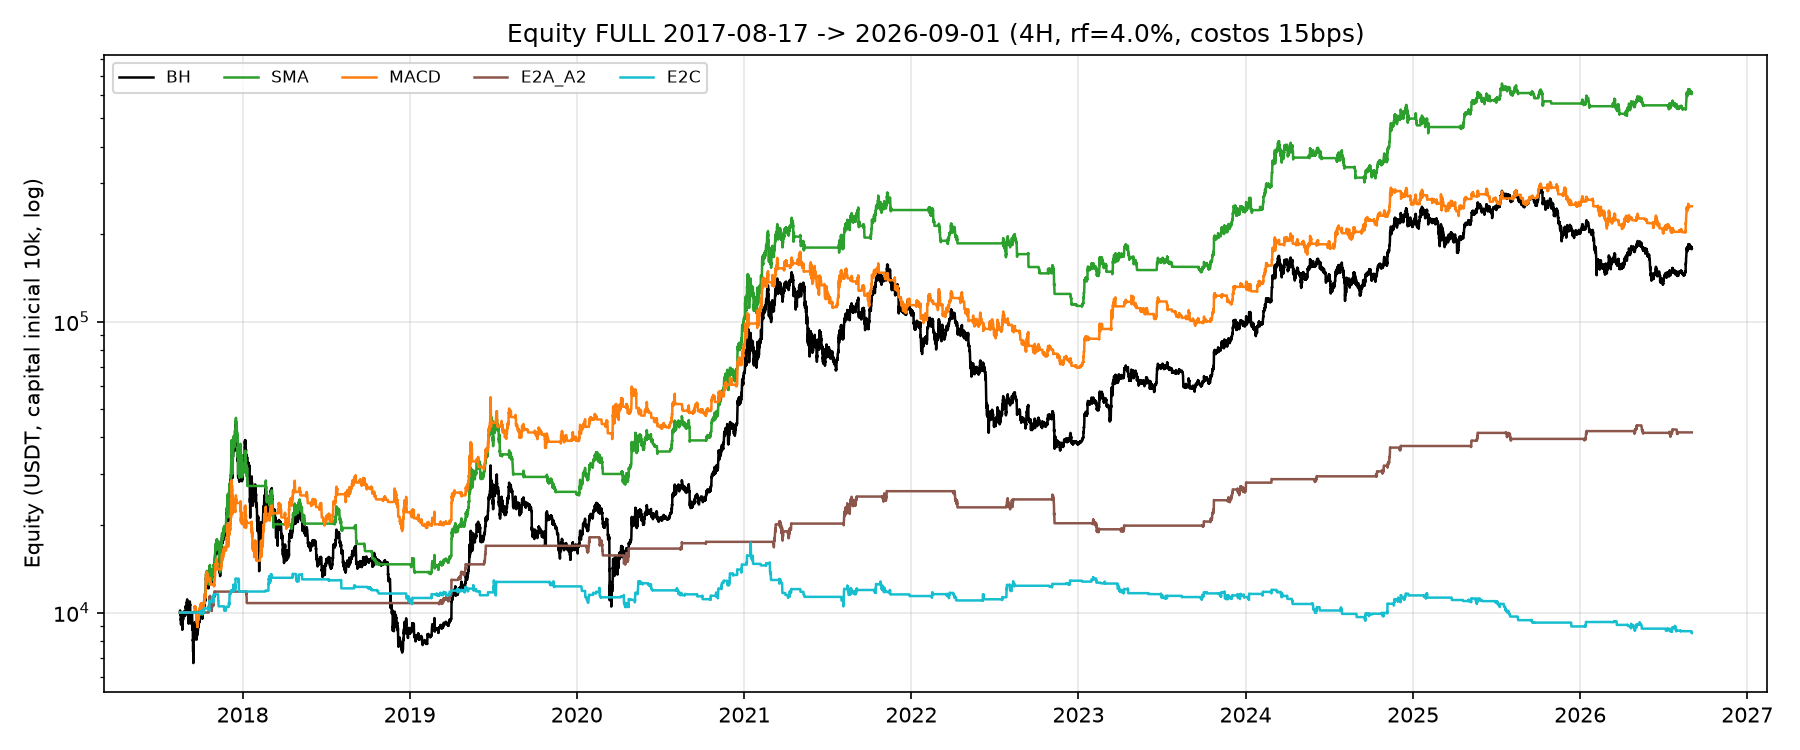 Equity FULL 2017-08-17 -> 2026-09-01 (4H, rf=4.0%, costos 15bps)
BH SMA MACD E2A_A2 E2C
Equity (USDT, capital inicial 10k, log)
10^5
10^4
2018 2019 2020 2021 2022 2023 2024 2025 2026 2027